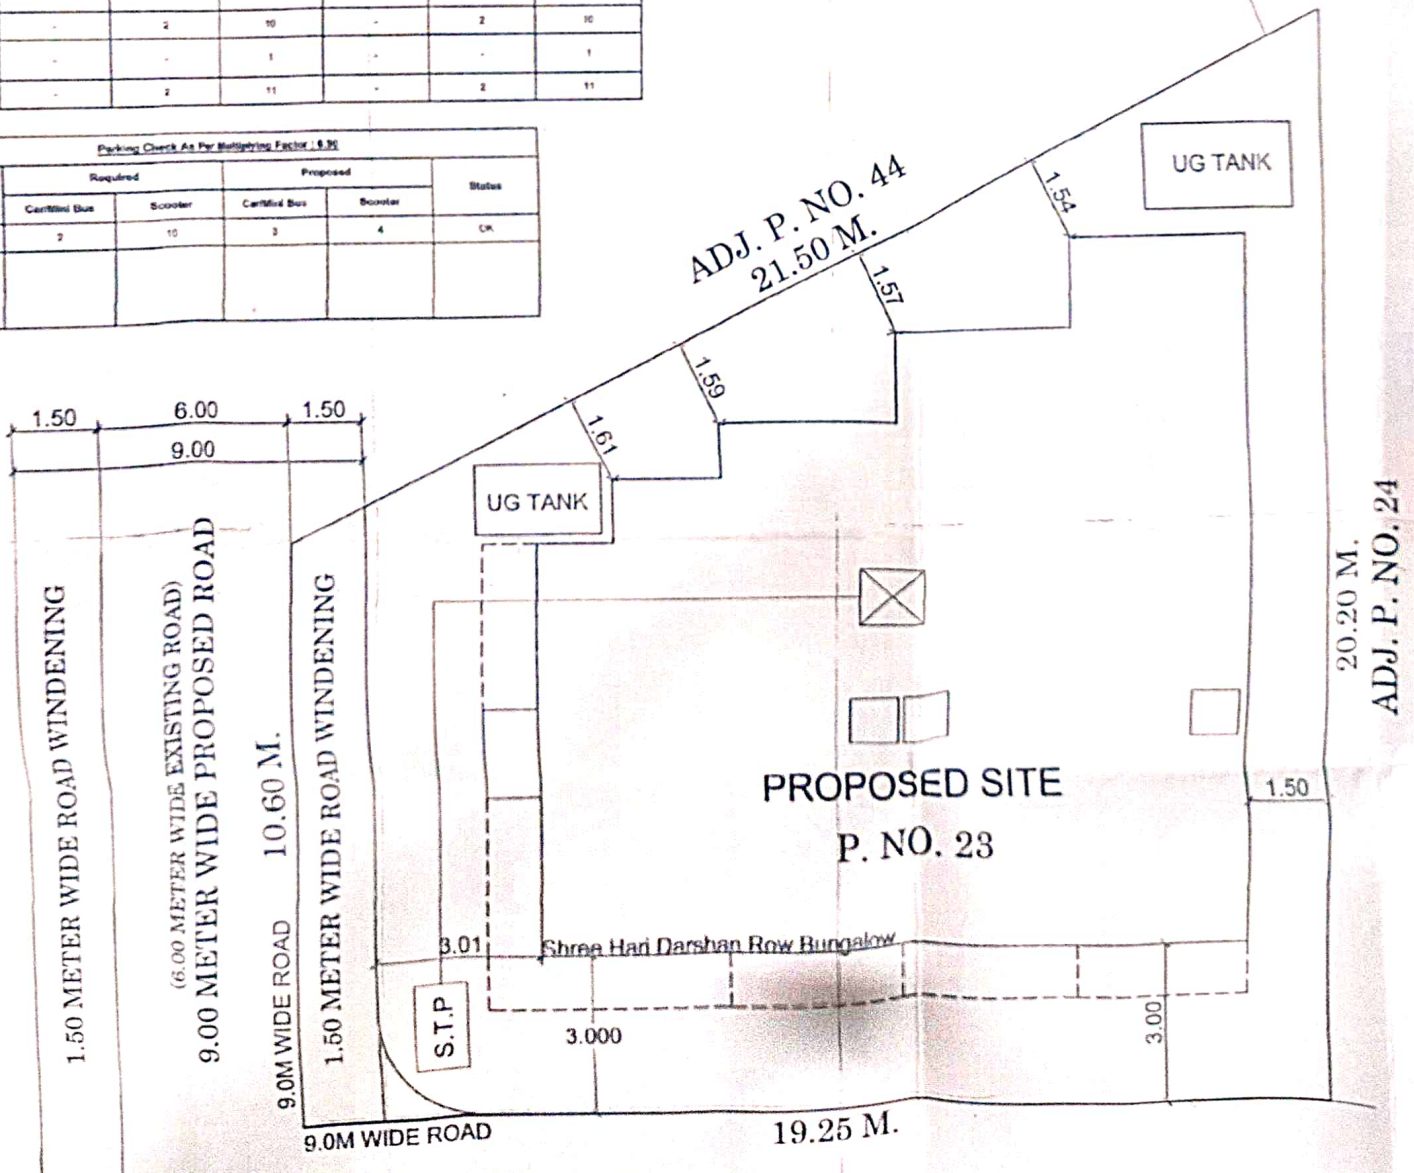 - 2 10 - 2 10
- - 1 - - 1
- 2 11 - 2 11
Parking Check As Per Multiplying Factor : 6.90
Required Proposed Status
Car/Mini Bus Scooter Car/Mini Bus Scooter
2 10 3 4 OK
ADJ. P. NO. 44
21.50 M.
UG TANK
1.54
1.57
1.59
1.61
1.50 6.00 1.50
9.00
UG TANK
1.50 METER WIDE ROAD WINDENING
(6.00 METER WIDE EXISTING ROAD)
9.00 METER WIDE PROPOSED ROAD
10.60 M.
9.0M WIDE ROAD
1.50 METER WIDE ROAD WINDENING
20.20 M.
ADJ. P. NO. 24
PROPOSED SITE
P. NO. 23
1.50
3.01
Shree Hari Darshan Row Bungalow
S.T.P
3.000
3.00
9.0M WIDE ROAD
19.25 M.